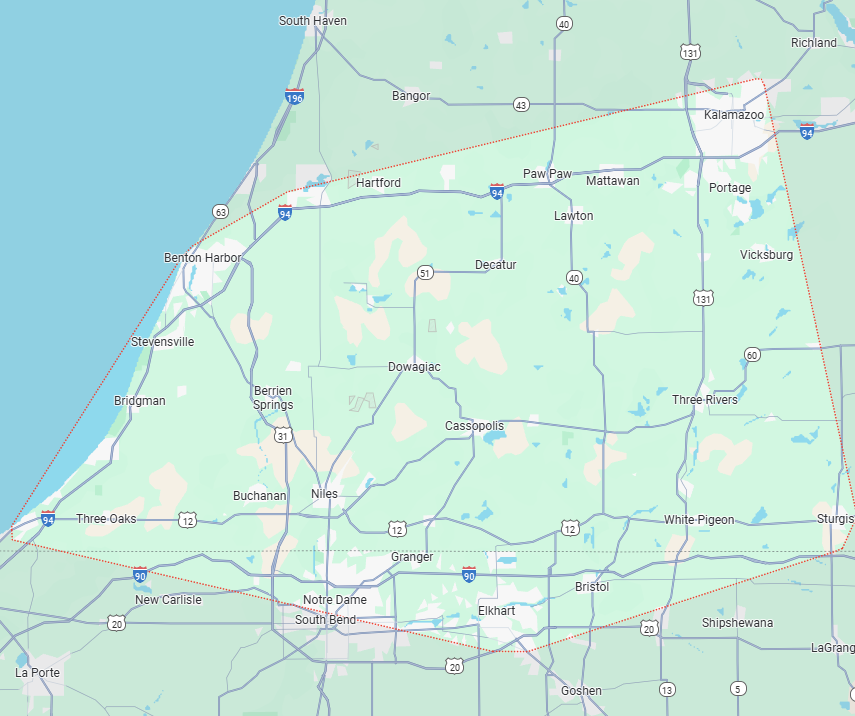 South Haven
40
131
Richland
196
Bangor
43
Kalamazoo
94
Hartford
Paw Paw
Mattawan
Portage
94
94
63
Lawton
Benton Harbor
Decatur
Vicksburg
51
40
131
Stevensville
60
Dowagiac
Bridgman
Berrien
Springs
Three Rivers
Cassopolis
31
Buchanan
Niles
94
Three Oaks
12
12
12
White Pigeon
Sturgis
Granger
90
90
Bristol
New Carlisle
Notre Dame
Elkhart
20
South Bend
20
Shipshewana
LaGrang
20
La Porte
Goshen
13
5